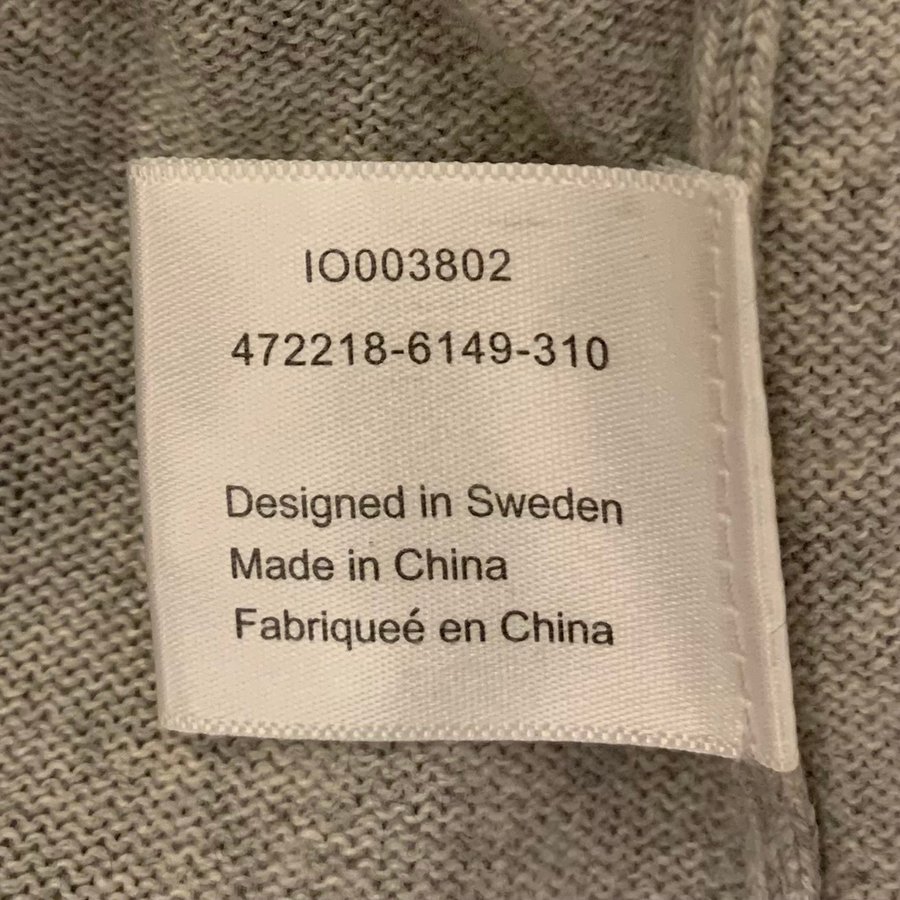 IO003802
472218-6149-310
Designed in Sweden
Made in China
Fabriqueé en China